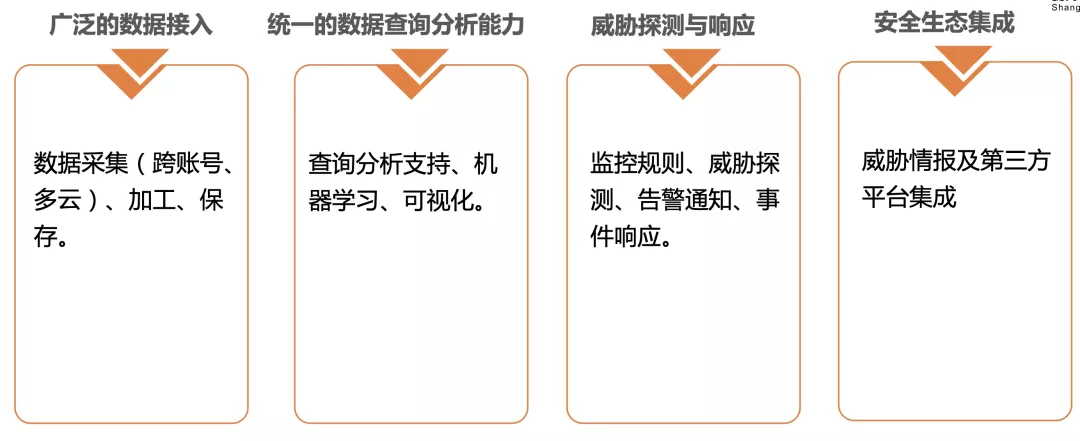 Shang
广泛的数据接入
统一的数据查询分析能力
威胁探测与响应
安全生态集成
数据采集（跨账号、
多云）、加工、保
存。
查询分析支持、机
器学习、可视化。
监控规则、威胁探
测、告警通知、事
件响应。
威胁情报及第三方
平台集成